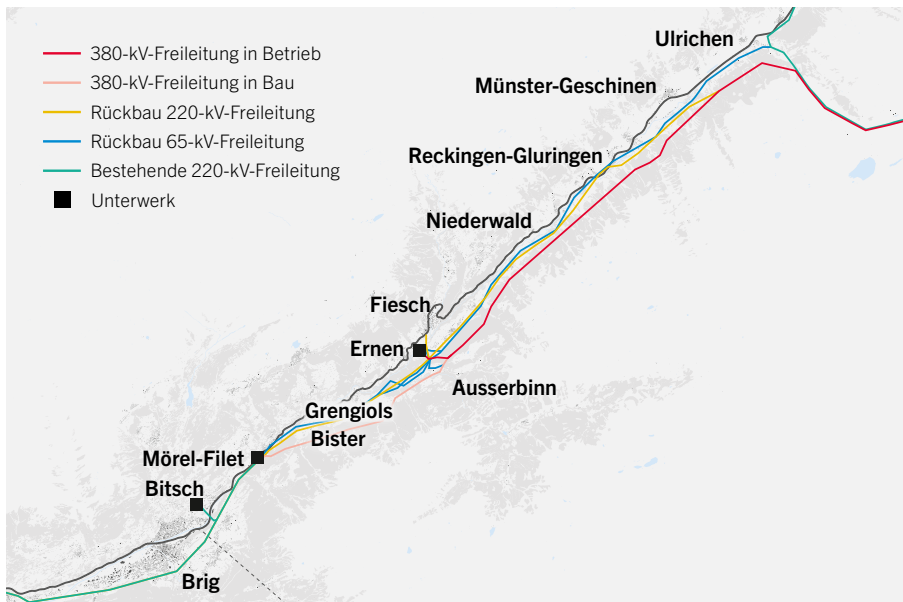 380-kV-Freileitung in Betrieb
380-kV-Freileitung in Bau
Rückbau 220-kV-Freileitung
Rückbau 65-kV-Freileitung
Bestehende 220-kV-Freileitung
Unterwerk
Ulrichen
Münster-Geschinen
Reckingen-Gluringen
Niederwald
Fiesch
Ernen
Ausserbinn
Grengiols
Bister
Mörel-Filet
Bitsch
Brig